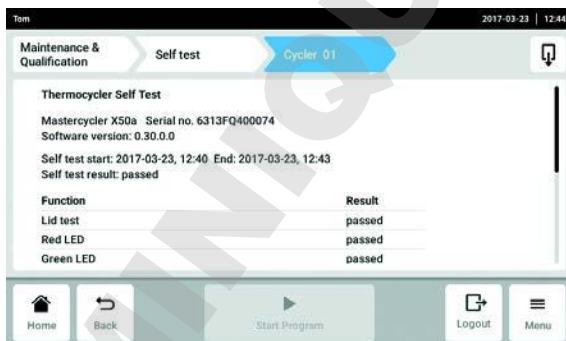 Tom 2017-03-23 | 12:44
Maintenance &
Qualification
Self test
Cycler 01
Thermocycler Self Test
Mastercycler X50a Serial no. 6313FQ400074
Software version: 0.30.0.0
Self test start: 2017-03-23, 12:40 End: 2017-03-23, 12:43
Self test result: passed
Function Result
Lid test passed
Red LED passed
Green LED passed
Home Back Start Program Logout Menu